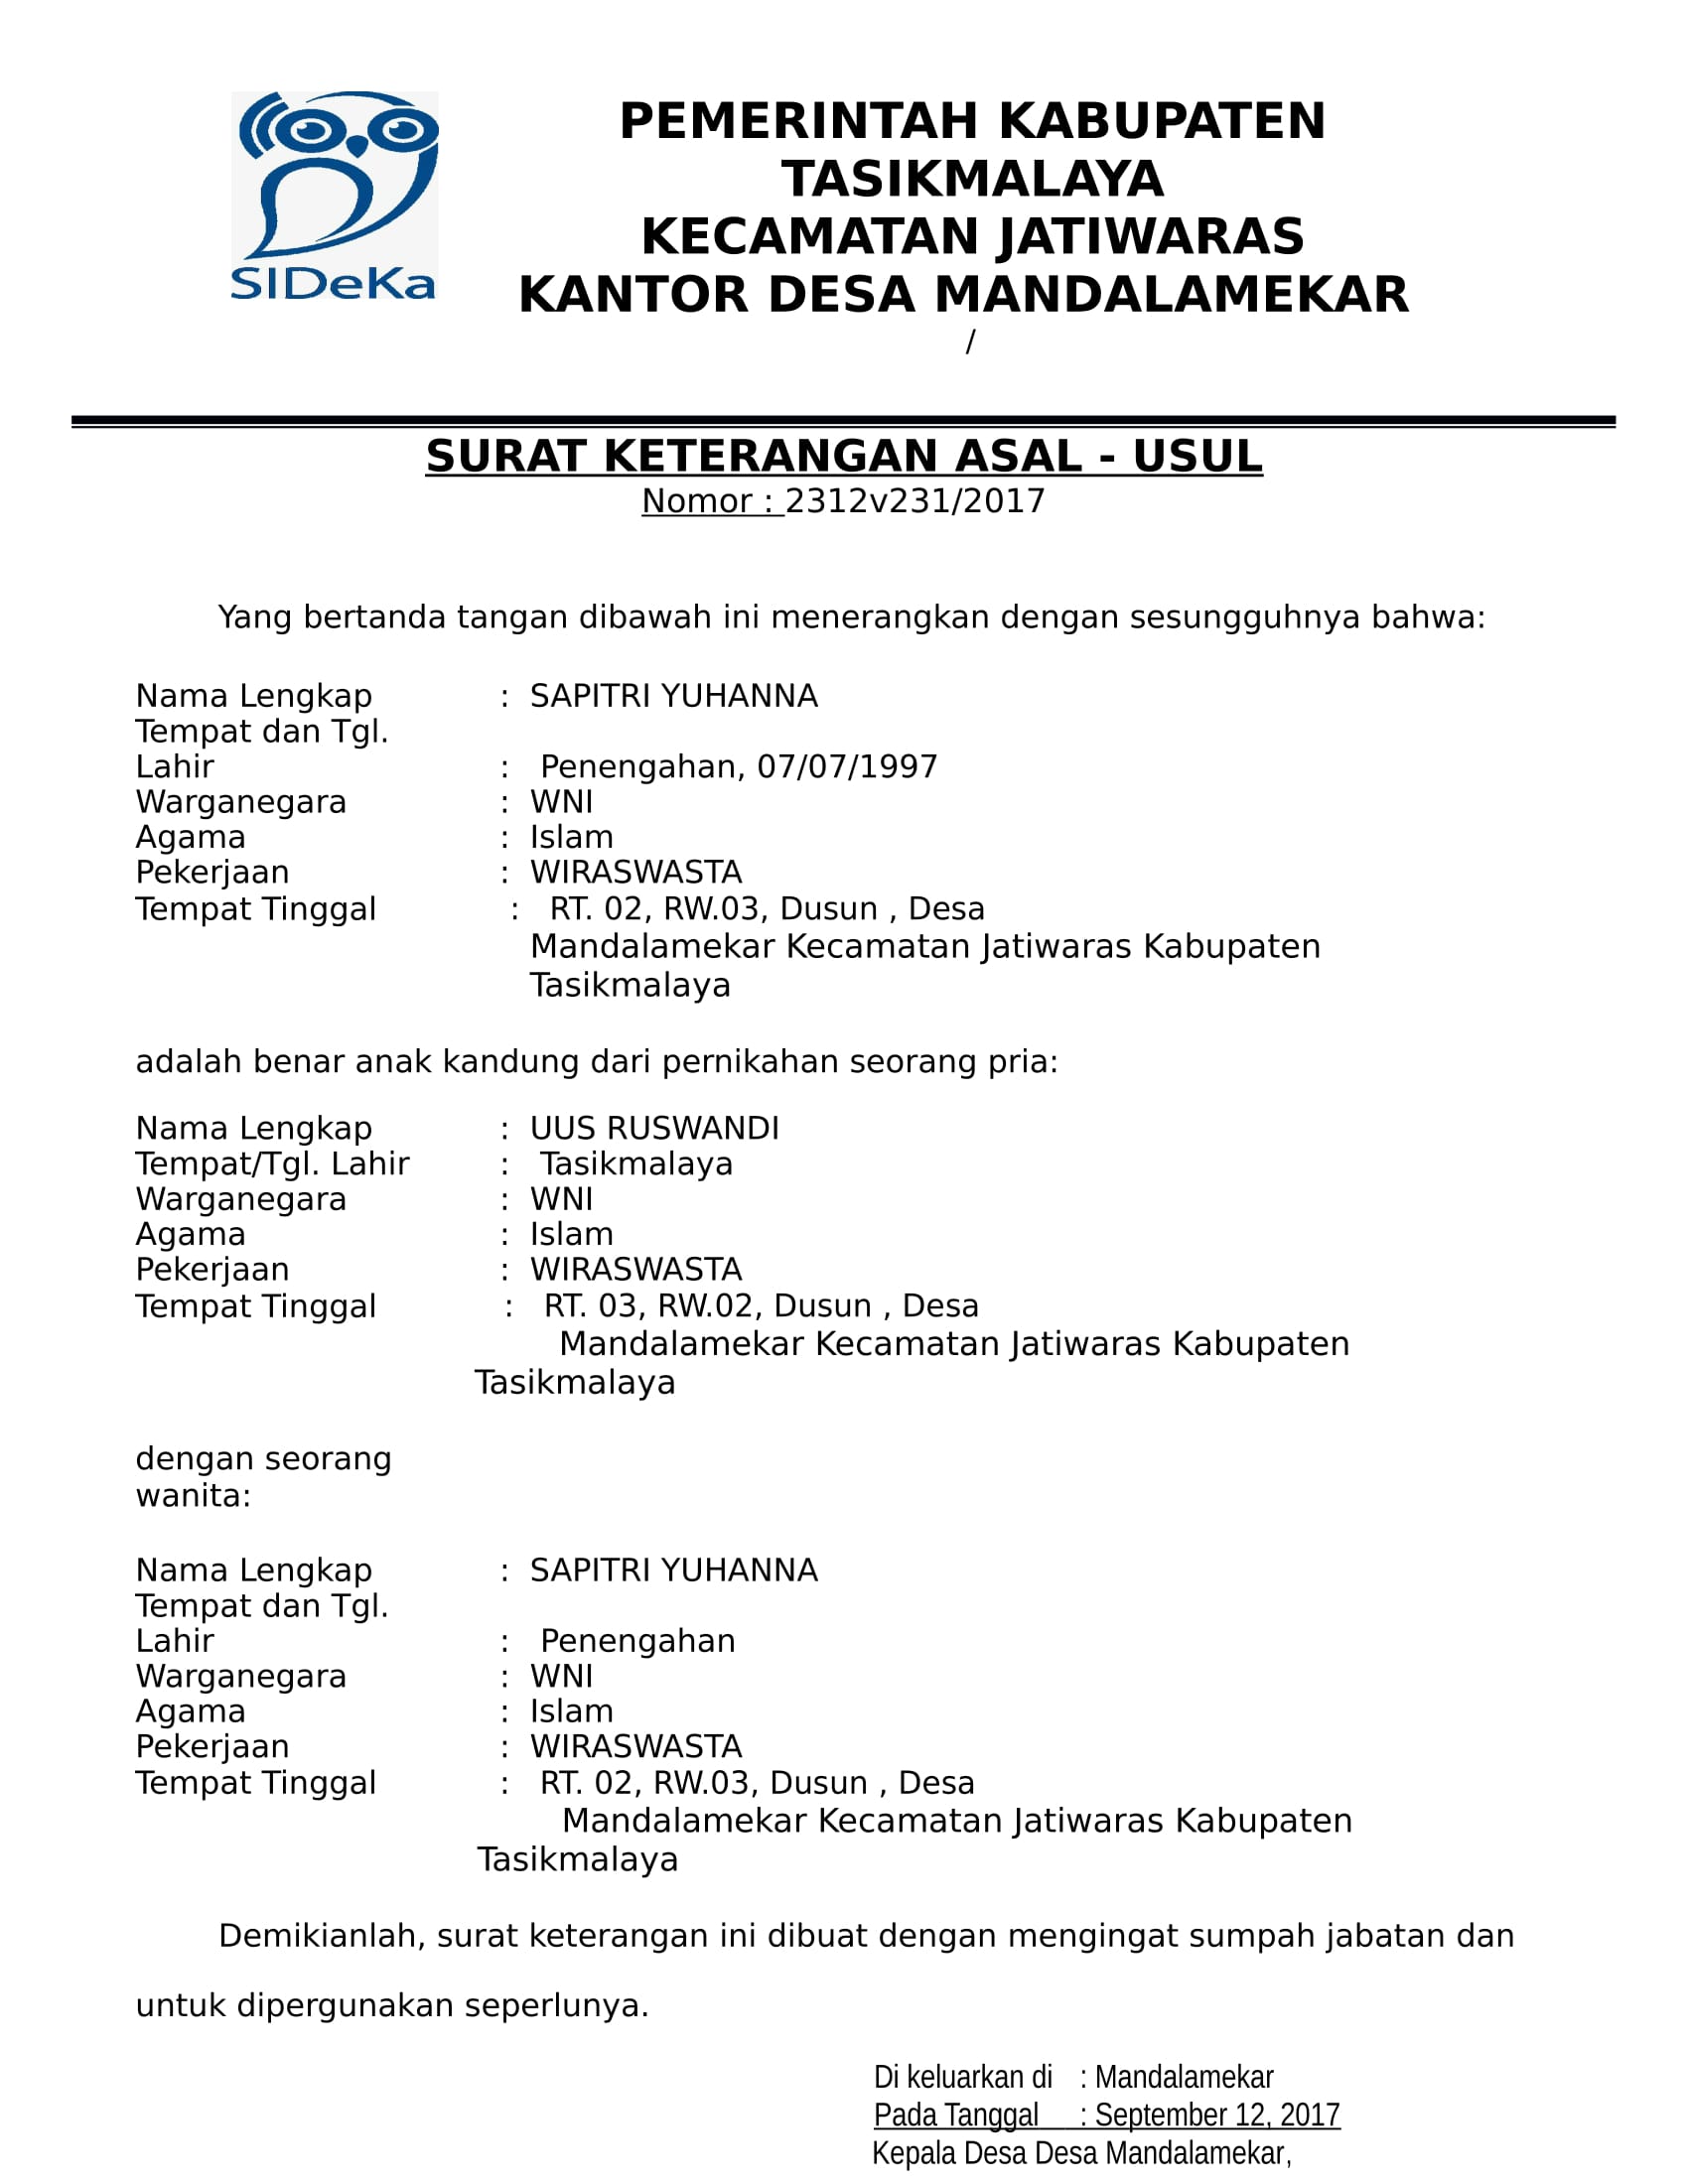 SIDeKa
PEMERINTAH KABUPATEN
TASIKMALAYA
KECAMATAN JATIWARAS
KANTOR DESA MANDALAMEKAR
/
SURAT KETERANGAN ASAL - USUL
Nomor : 2312v231/2017
Yang bertanda tangan dibawah ini menerangkan dengan sesungguhnya bahwa:
Nama Lengkap : SAPITRI YUHANNA
Tempat dan Tgl.
Lahir : Penengahan, 07/07/1997
Warganegara : WNI
Agama : Islam
Pekerjaan : WIRASWASTA
Tempat Tinggal : RT. 02, RW.03, Dusun , Desa
Mandalamekar Kecamatan Jatiwaras Kabupaten
Tasikmalaya
adalah benar anak kandung dari pernikahan seorang pria:
Nama Lengkap : UUS RUSWANDI
Tempat/Tgl. Lahir : Tasikmalaya
Warganegara : WNI
Agama : Islam
Pekerjaan : WIRASWASTA
Tempat Tinggal : RT. 03, RW.02, Dusun , Desa
Mandalamekar Kecamatan Jatiwaras Kabupaten
Tasikmalaya
dengan seorang
wanita:
Nama Lengkap : SAPITRI YUHANNA
Tempat dan Tgl.
Lahir : Penengahan
Warganegara : WNI
Agama : Islam
Pekerjaan : WIRASWASTA
Tempat Tinggal : RT. 02, RW.03, Dusun , Desa
Mandalamekar Kecamatan Jatiwaras Kabupaten
Tasikmalaya
Demikianlah, surat keterangan ini dibuat dengan mengingat sumpah jabatan dan
untuk dipergunakan seperlunya.
Di keluarkan di : Mandalamekar
Pada Tanggal : September 12, 2017
Kepala Desa Desa Mandalamekar,